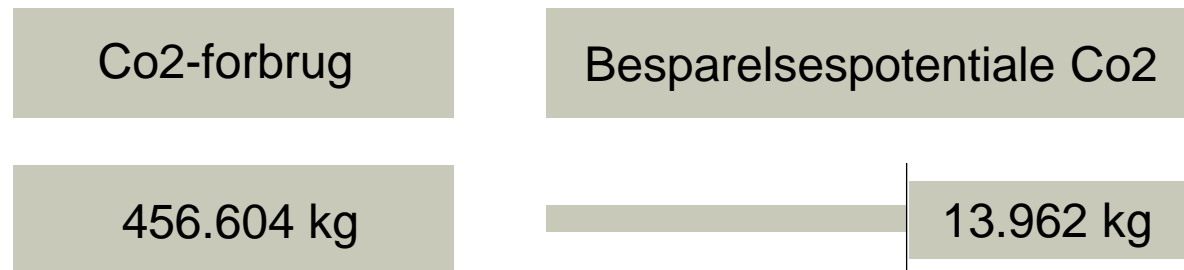 Co2-forbrug
Besparelsespotentiale Co2
456.604 kg
13.962 kg